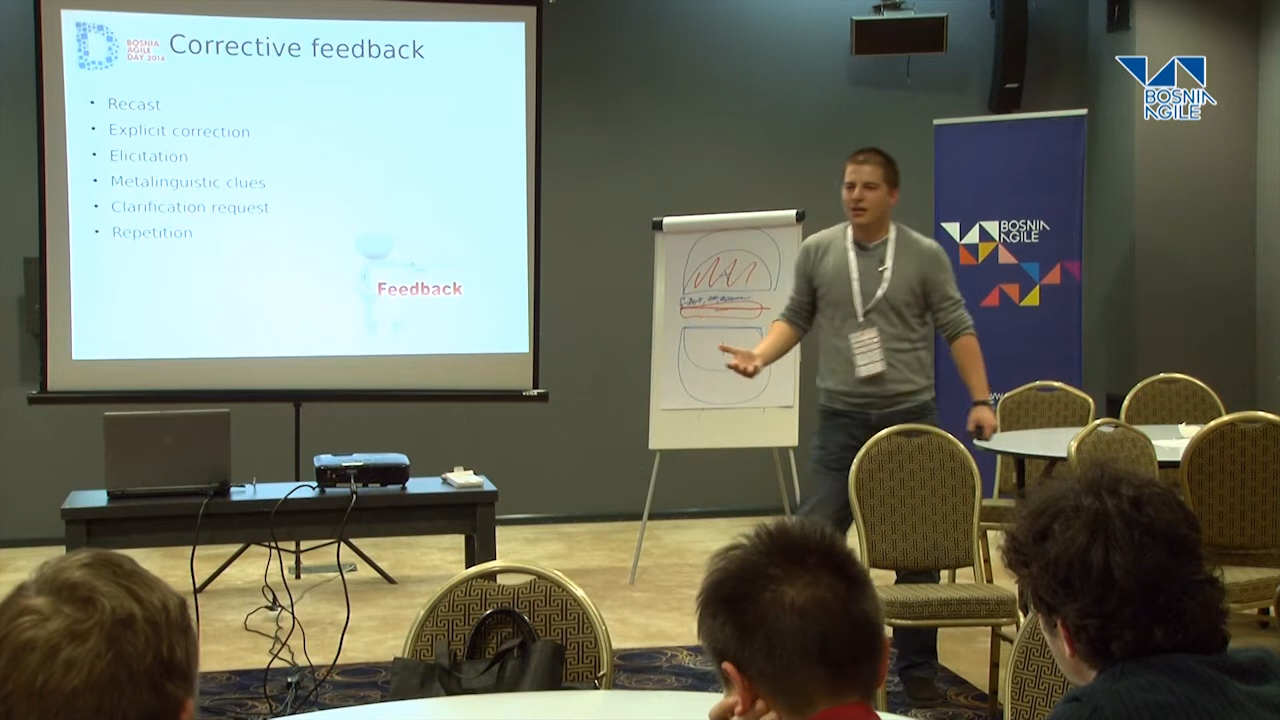 BOSNIA
AGILE
DAY 2014
Corrective feedback
• Recast
• Explicit correction
• Elicitation
• Metalinguistic clues
• Clarification request
• Repetition
Feedback
BOSNIA
AGILE
BOSNIA
AGILE